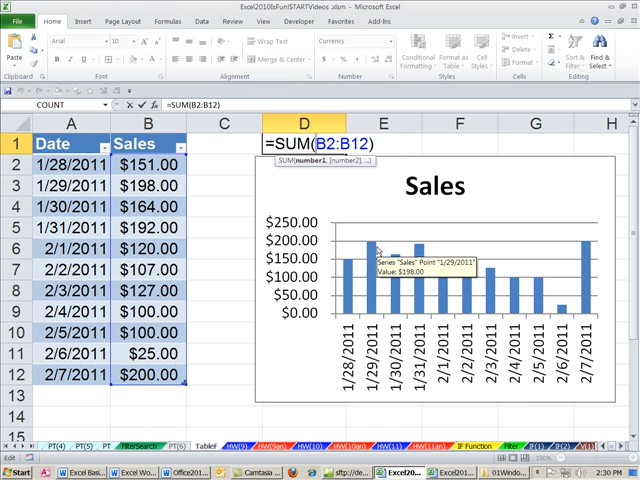 Excel2010IsFun!STARTVideos .xlsm - Microsoft Excel
File Home Insert Page Layout Formulas Data Review View Developer Add-Ins
Paste
Arial 10 Wrap Text Conditional Formatting Format as Table Cell Styles Insert Sort & Filter Find & Select
B I U Merge & Center $ % , Delete
Format
Clipboard Font Alignment Number Styles Cells Editing
COUNT =SUM(B2:B12)
A B C D E F G H
1 Date Sales =SUM(B2:B12)
SUM(number1, [number2], ...)
2 1/28/2011 $151.00
3 1/29/2011 $198.00
4 1/30/2011 $164.00
5 1/31/2011 $192.00
6 2/1/2011 $120.00
7 2/2/2011 $107.00
8 2/3/2011 $127.00
9 2/4/2011 $100.00
10 2/5/2011 $100.00
11 2/6/2011 $25.00
12 2/7/2011 $200.00
13
14
15
Sales
$250.00
$200.00
$150.00
$100.00
$50.00
$0.00
Series "Sales" Point "1/29/2011"
Value: $198.00
1/28/2011 1/29/2011 1/30/2011 1/31/2011 2/1/2011 2/2/2011 2/3/2011 2/4/2011 2/5/2011 2/6/2011 2/7/2011
PT(4) PT(5) PT FilterSearch PT(6) TableF HW(9) HW(9an) HW(10) HW(10an) HW(11) HW(11an) IF Function Filter IF(1) IF(2)
Edit 100%
Start Excel Bas... Excel Wo... Office201... Camtasia ... sftp://de... Excel20... Excel201... 01Window... 2:30 PM